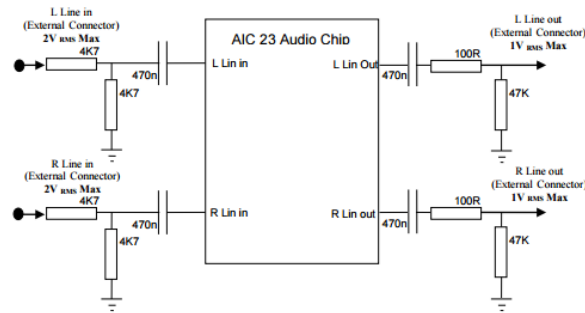 L Line in
(External Connector)
2V RMS Max
4K7
470n
4K7
L Lin in
AIC 23 Audio Chip
L Lin Out
470n
100R
L Line out
(External Connector)
1V RMS Max
47K
R Line in
(External Connector)
2V RMS Max
4K7
470n
4K7
R Lin in
R Lin out
470n
100R
R Line out
(External Connector)
1V RMS Max
47K